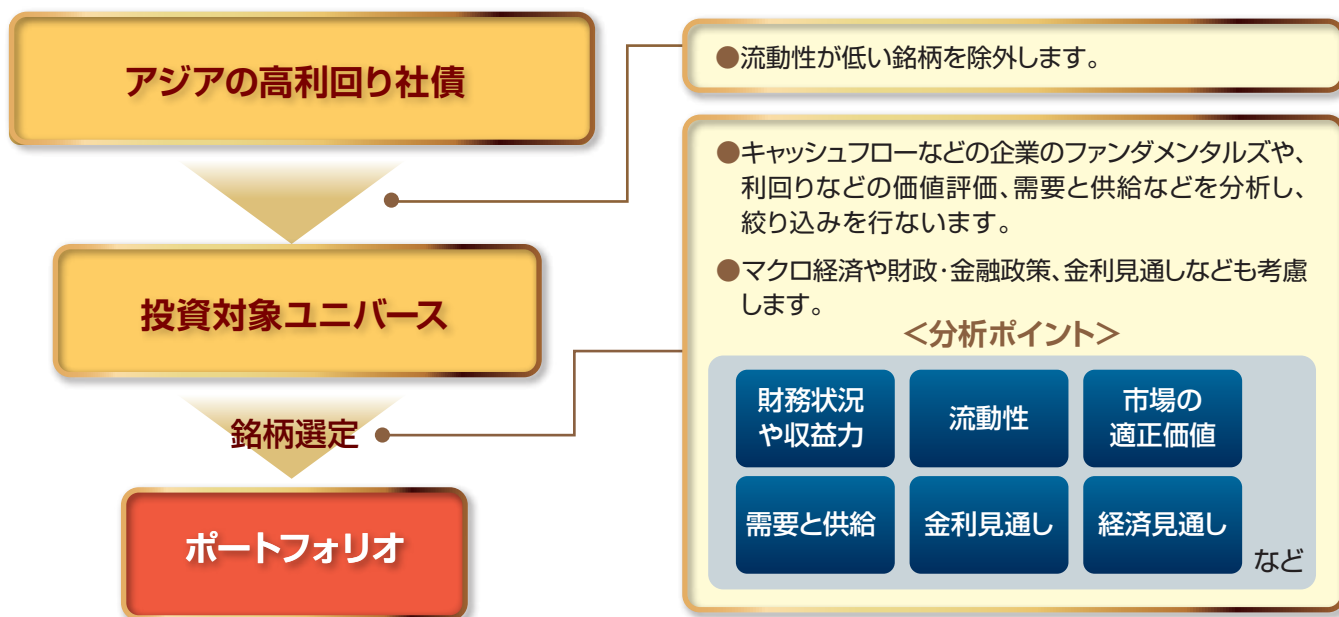 アジアの高利回り社債
●流動性が低い銘柄を除外します。
投資対象ユニバース
銘柄選定
ポートフォリオ
●キャッシュフローなどの企業のファンダメンタルズや、
利回りなどの価値評価、需要と供給などを分析し、
絞り込みを行ないます。
●マクロ経済や財政・金融政策、金利見通しなども考慮
します。
＜分析ポイント＞
財務状況
や収益力
流動性
市場の
適正価値
需要と供給
金利見通し
経済見通し
など